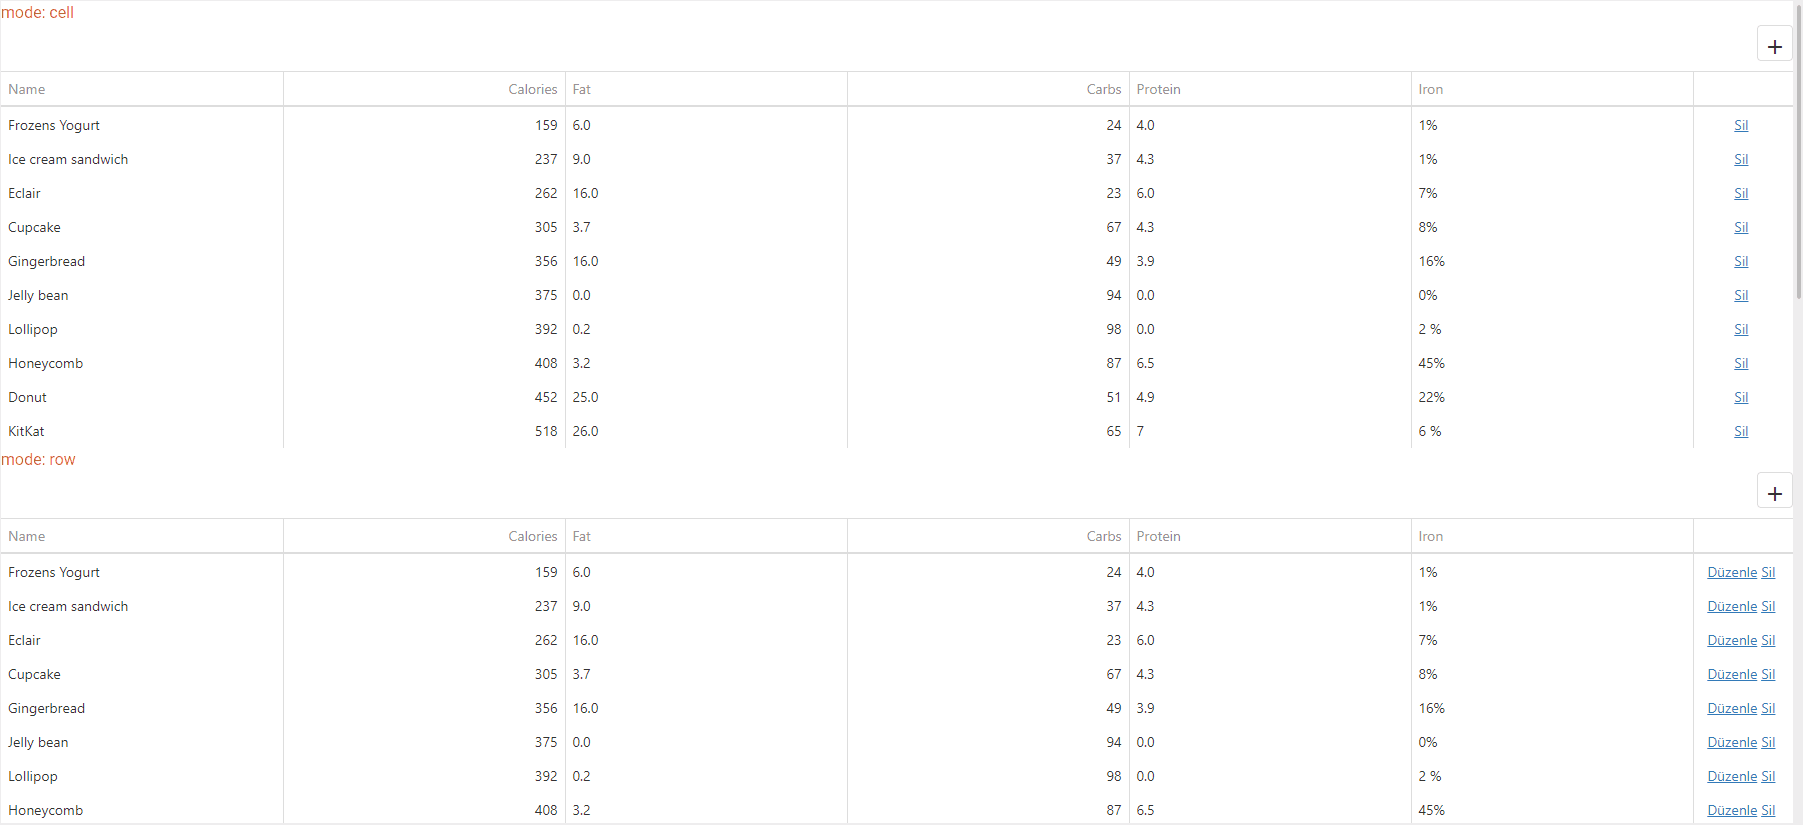 mode: cell
+
Name Calories Fat Carbs Protein Iron
Frozens Yogurt 159 6.0 24 4.0 1% Sil
Ice cream sandwich 237 9.0 37 4.3 1% Sil
Eclair 262 16.0 23 6.0 7% Sil
Cupcake 305 3.7 67 4.3 8% Sil
Gingerbread 356 16.0 49 3.9 16% Sil
Jelly bean 375 0.0 94 0.0 0% Sil
Lollipop 392 0.2 98 0.0 2 % Sil
Honeycomb 408 3.2 87 6.5 45% Sil
Donut 452 25.0 51 4.9 22% Sil
KitKat 518 26.0 65 7 6 % Sil
mode: row
+
Name Calories Fat Carbs Protein Iron
Frozens Yogurt 159 6.0 24 4.0 1% Düzenle Sil
Ice cream sandwich 237 9.0 37 4.3 1% Düzenle Sil
Eclair 262 16.0 23 6.0 7% Düzenle Sil
Cupcake 305 3.7 67 4.3 8% Düzenle Sil
Gingerbread 356 16.0 49 3.9 16% Düzenle Sil
Jelly bean 375 0.0 94 0.0 0% Düzenle Sil
Lollipop 392 0.2 98 0.0 2 % Düzenle Sil
Honeycomb 408 3.2 87 6.5 45% Düzenle Sil